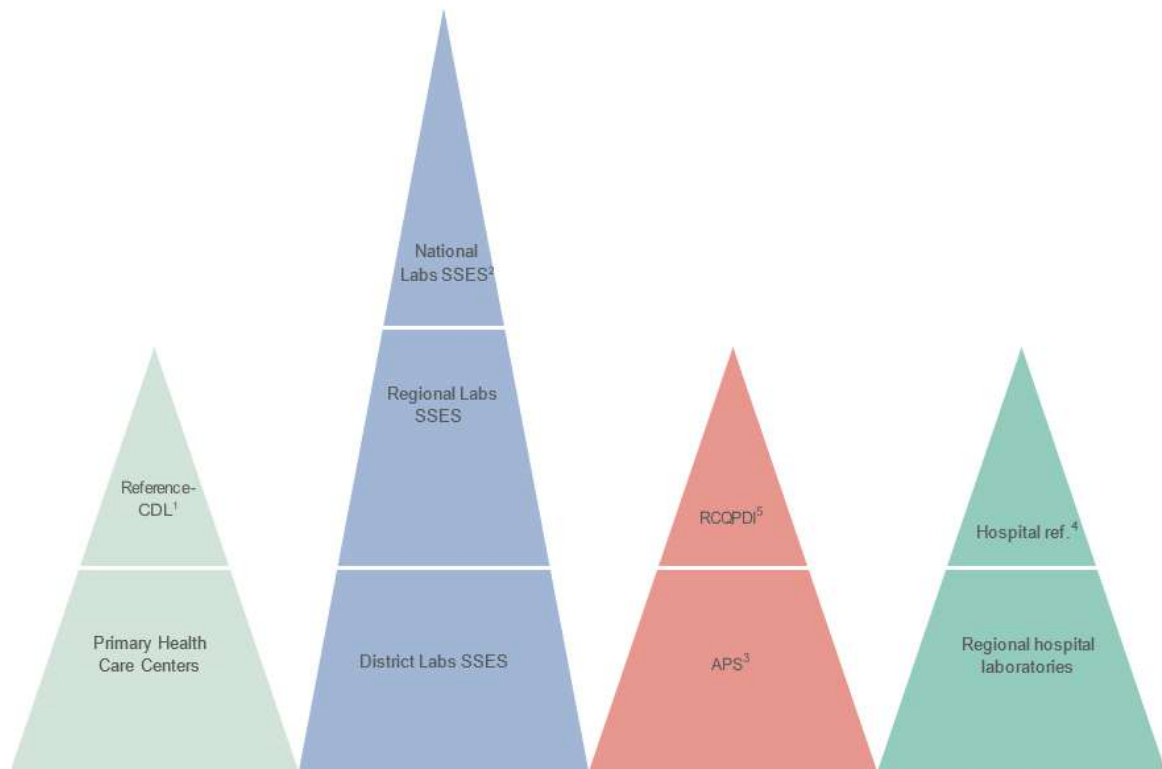 National
Labs SSES²
Regional Labs
SSES
Reference-
CDL¹
RCQPDI⁵
Hospital ref.⁴
Primary Health
Care Centers
District Labs SSES
APS³
Regional hospital
laboratories